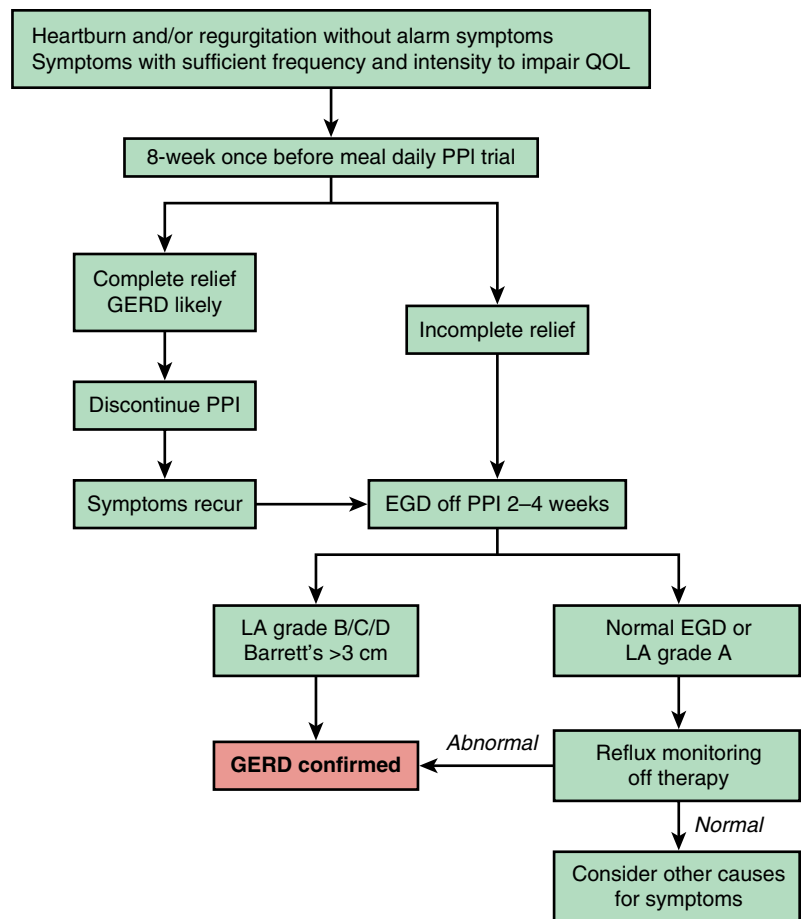 Heartburn and/or regurgitation without alarm symptoms
Symptoms with sufficient frequency and intensity to impair QOL
8-week once before meal daily PPI trial
Complete relief
GERD likely
Incomplete relief
Discontinue PPI
Symptoms recur
EGD off PPI 2–4 weeks
LA grade B/C/D
Barrett's >3 cm
Normal EGD or
LA grade A
GERD confirmed
Abnormal
Reflux monitoring
off therapy
Normal
Consider other causes
for symptoms